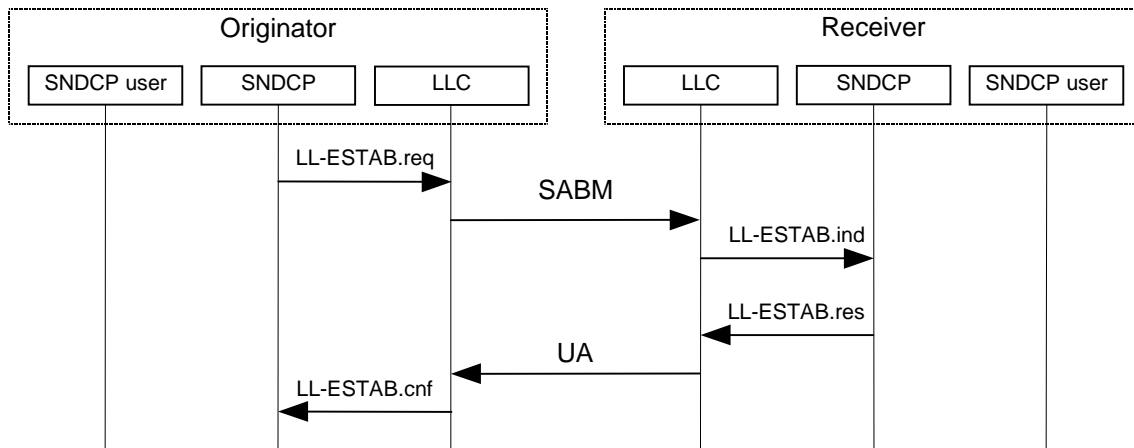 Originator
Receiver
SNDCP user
SNDCP
LLC
LLC
SNDCP
SNDCP user
LL-ESTAB.req
SABM
LL-ESTAB.ind
LL-ESTAB.res
UA
LL-ESTAB.cnf